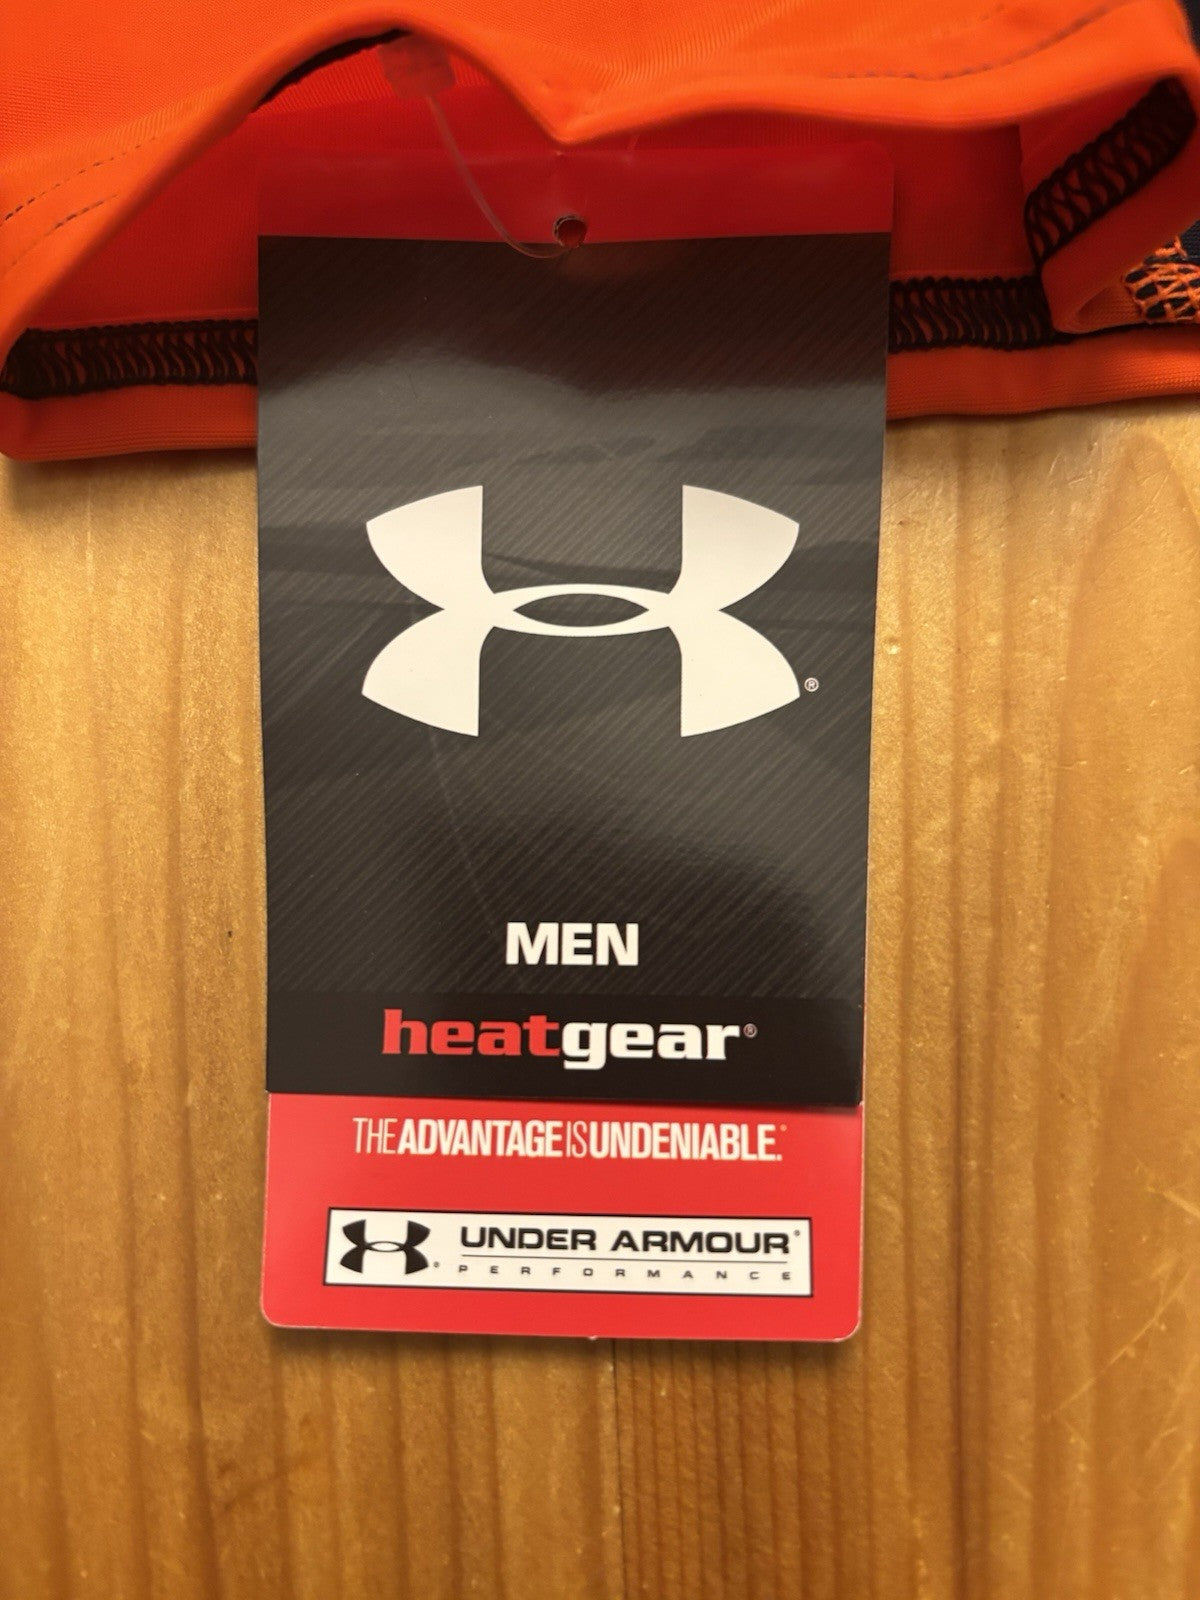 ®
MEN
heatgear®
THE ADVANTAGE IS UNDENIABLE.®
UNDER ARMOUR®
®
PERFORMANCE